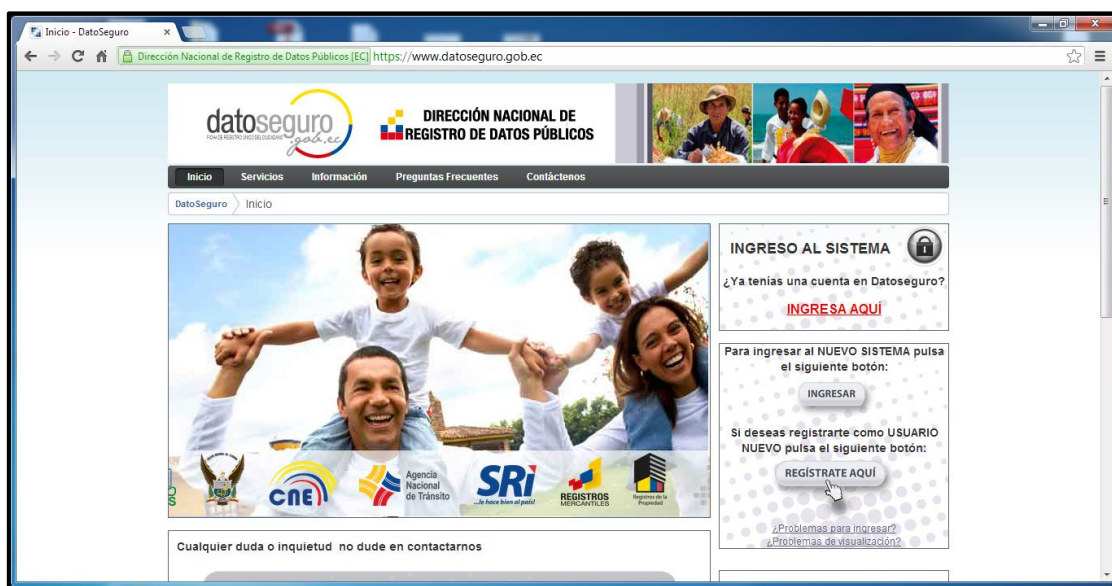 Inicio - DatoSeguro
Dirección Nacional de Registro de Datos Públicos [EC] https://www.datoseguro.gob.ec
datoseguro
.gob.ec
DIRECCIÓN NACIONAL DE
REGISTRO DE DATOS PÚBLICOS
Inicio Servicios Información Preguntas Frecuentes Contáctenos
DatoSeguro Inicio
INGRESO AL SISTEMA
¿Ya tenías una cuenta en Datoseguro?
INGRESA AQUÍ
Para ingresar al NUEVO SISTEMA pulsa
el siguiente botón:
INGRESAR
Si deseas registrarte como USUARIO
NUEVO pulsa el siguiente botón:
REGÍSTRATE AQUÍ
¿Problemas para ingresar?
¿Problemas de visualización?
CNE
Agencia
Nacional
de Tránsito
SRi
...le hace bien al país!
REGISTROS
MERCANTILES
Registros de la
Propiedad
Cualquier duda o inquietud no dude en contactarnos